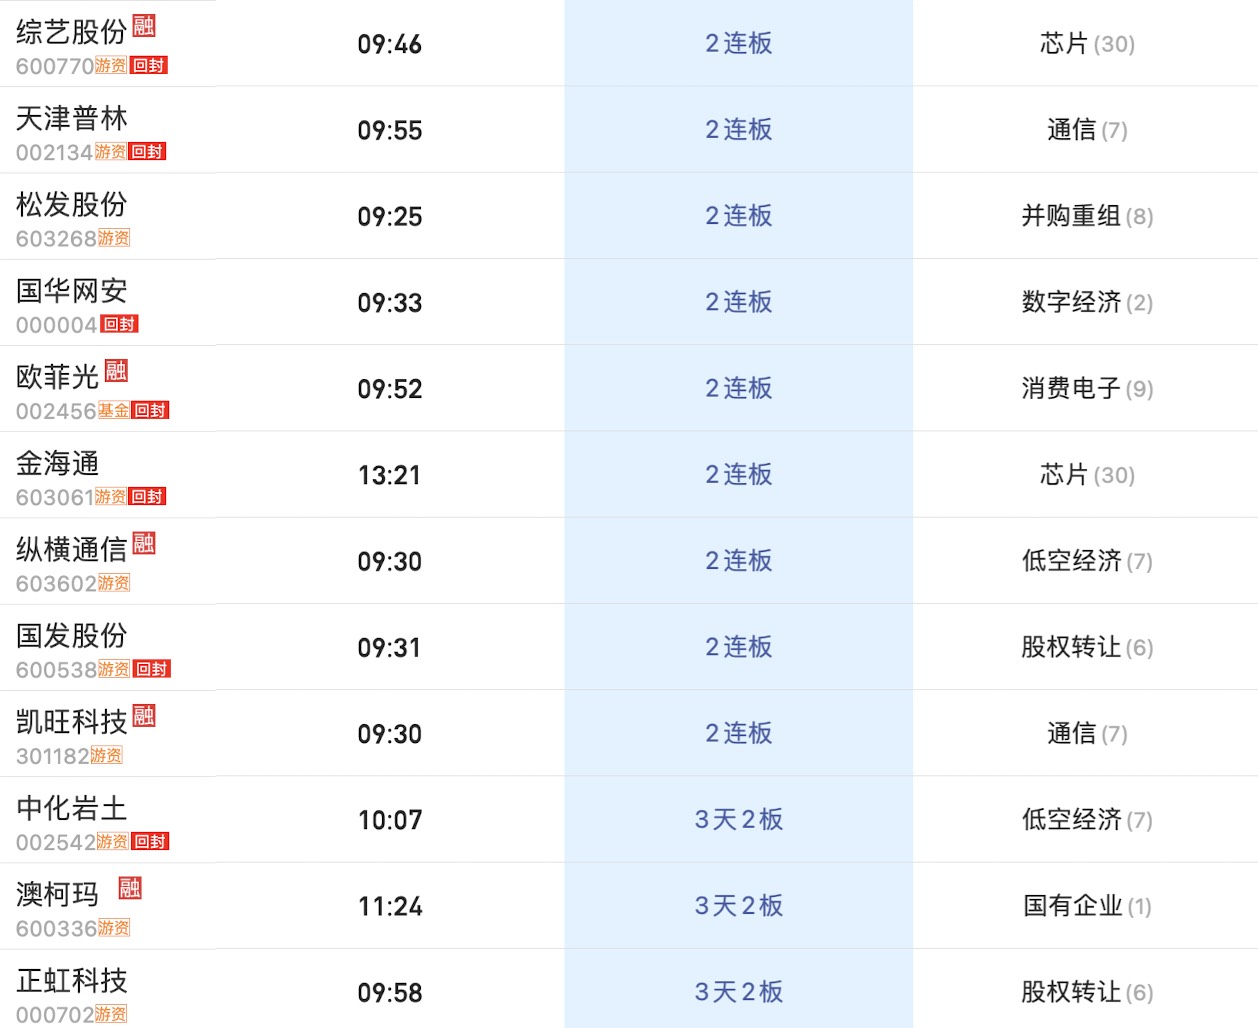 综艺股份 融
600770 游资 回封
09:46
2连板
芯片 (30)
天津普林
002134 游资 回封
09:55
2连板
通信 (7)
松发股份
603268 游资
09:25
2连板
并购重组 (8)
国华网安
000004 回封
09:33
2连板
数字经济 (2)
欧菲光 融
002456 基金 回封
09:52
2连板
消费电子 (9)
金海通
603061 游资 回封
13:21
2连板
芯片 (30)
纵横通信 融
603602 游资
09:30
2连板
低空经济 (7)
国发股份
600538 游资 回封
09:31
2连板
股权转让 (6)
凯旺科技 融
301182 游资
09:30
2连板
通信 (7)
中化岩土
002542 游资 回封
10:07
3天2板
低空经济 (7)
澳柯玛 融
600336 游资
11:24
3天2板
国有企业 (1)
正虹科技
000702 游资
09:58
3天2板
股权转让 (6)